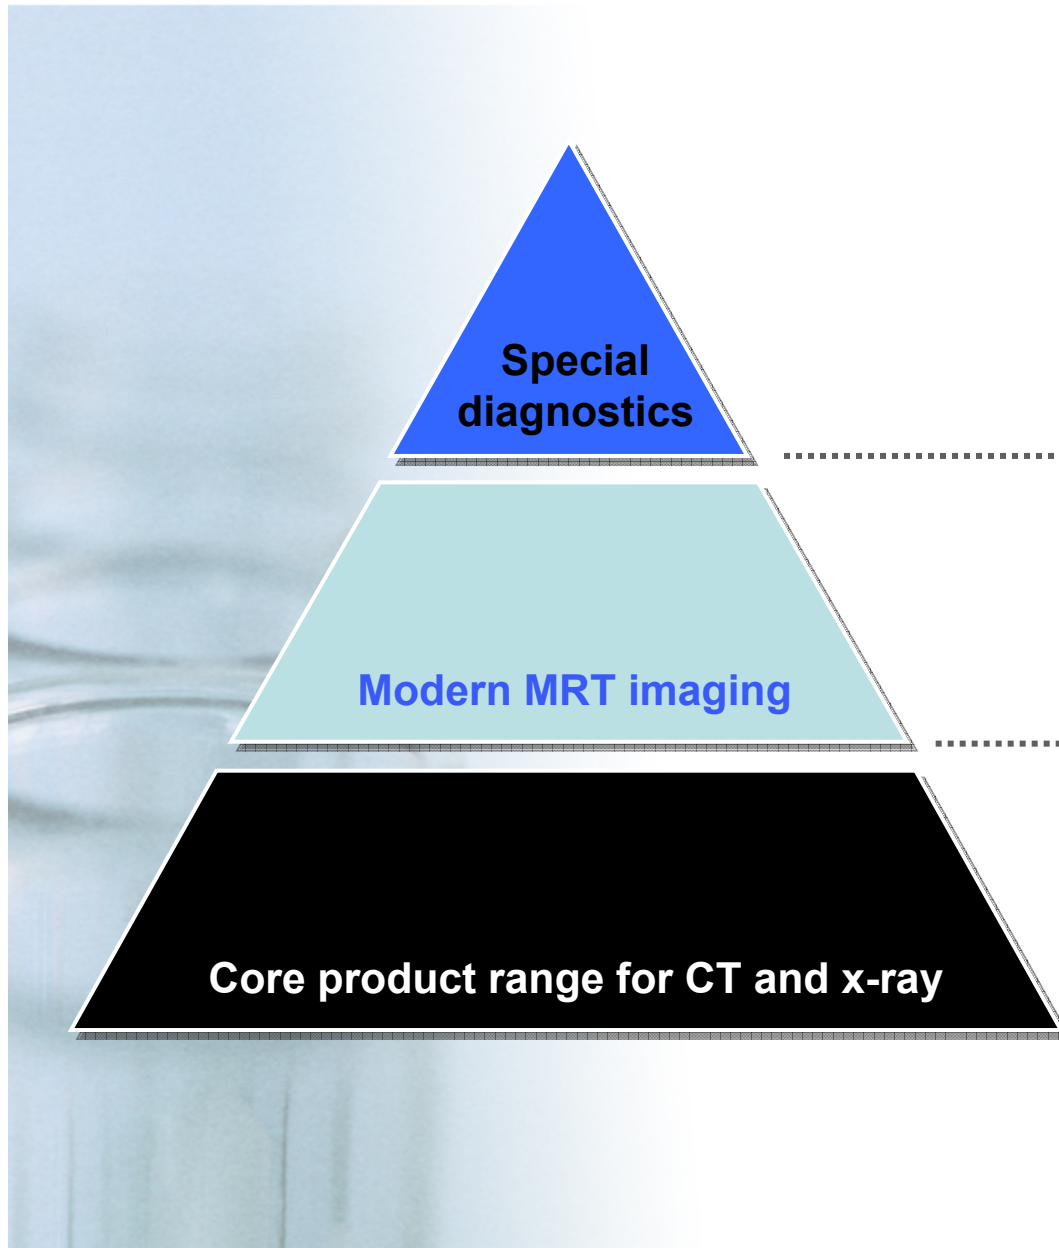 Special
diagnostics
Modern MRT imaging
Core product range for CT and x-ray